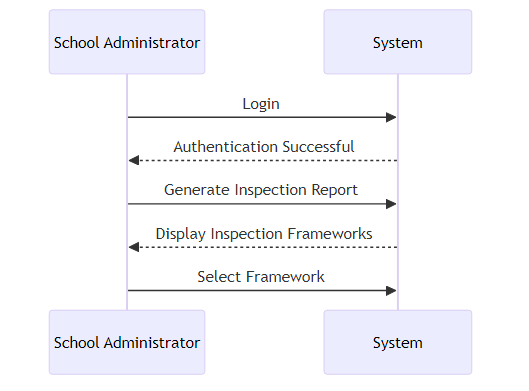 School Administrator
System
Login
Authentication Successful
Generate Inspection Report
Display Inspection Frameworks
Select Framework
School Administrator
System